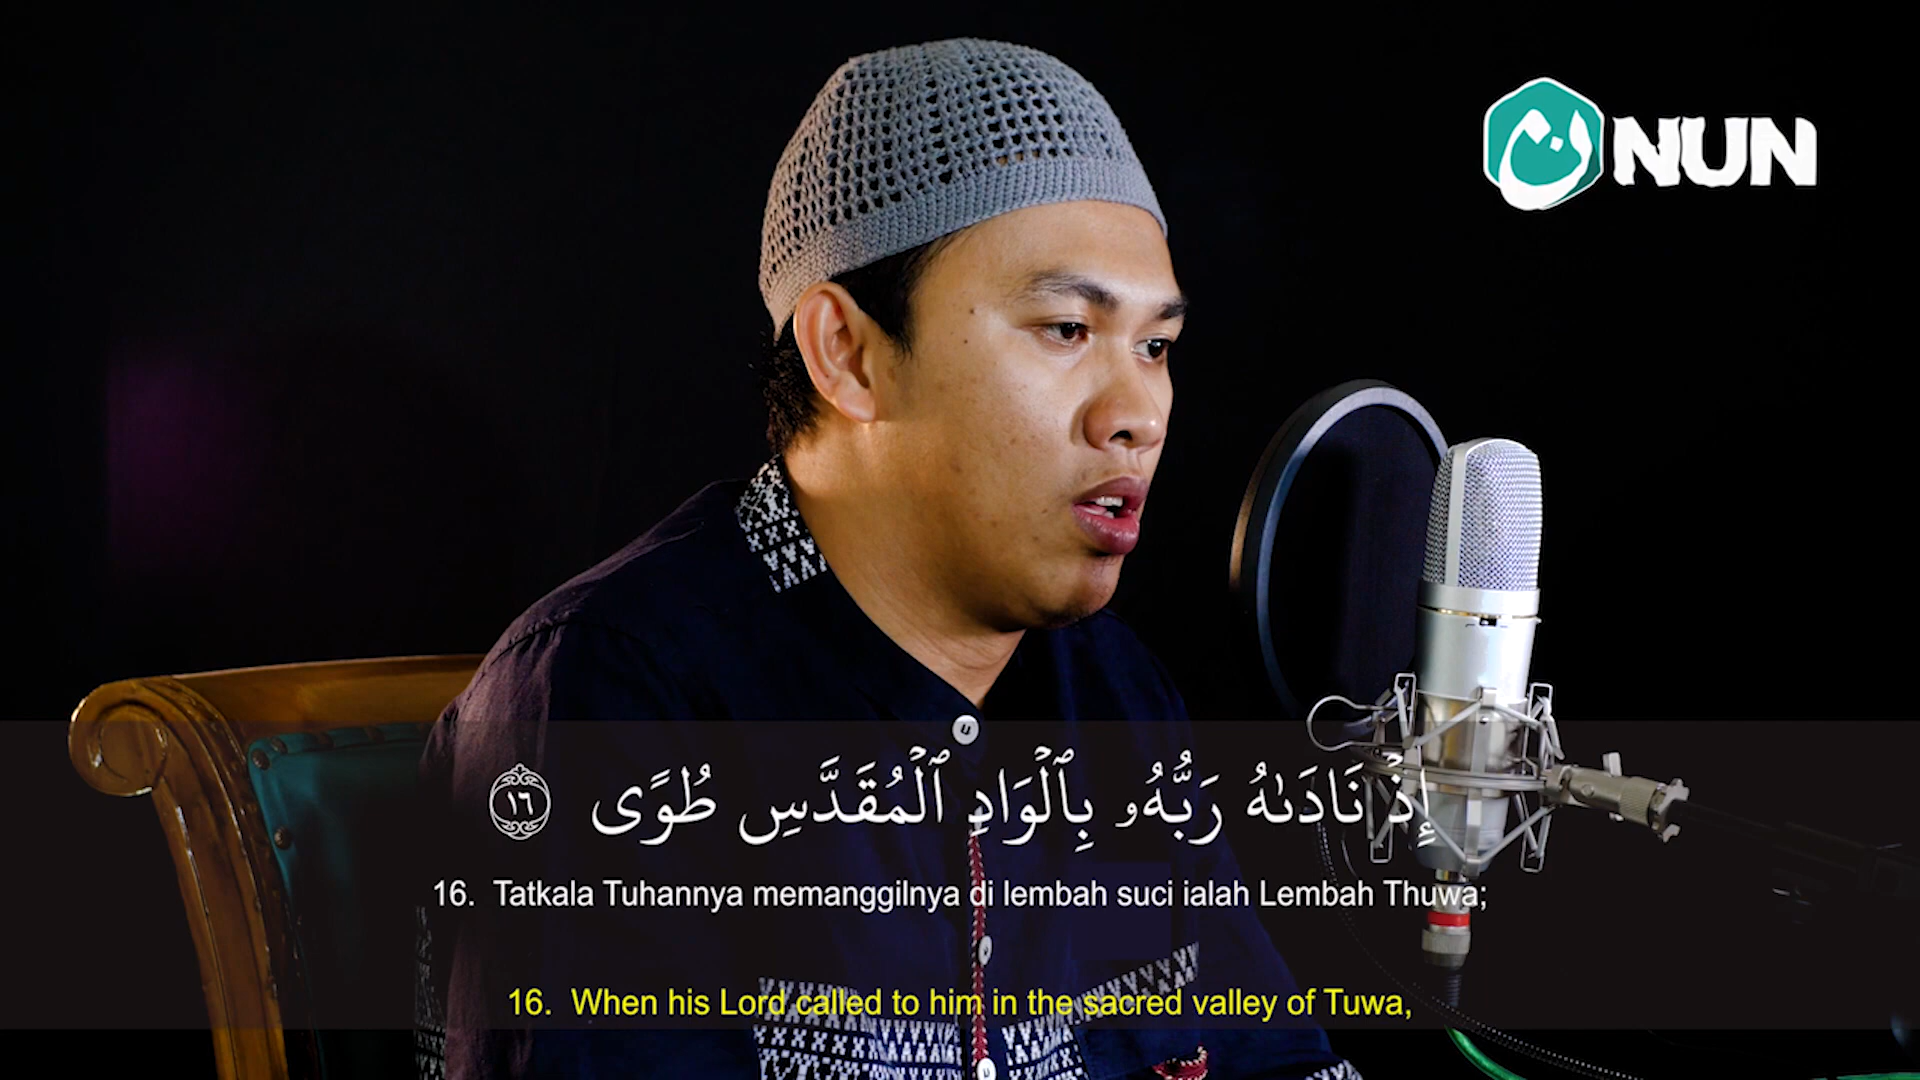 NUN
إِذْ نَادَىٰهُ رَبُّهُۥ بِٱلْوَادِ ٱلْمُقَدَّسِ طُوًى ١٦
16. Tatkala Tuhannya memanggilnya di lembah suci ialah Lembah Thuwa;
16. When his Lord called to him in the sacred valley of Tuwa,